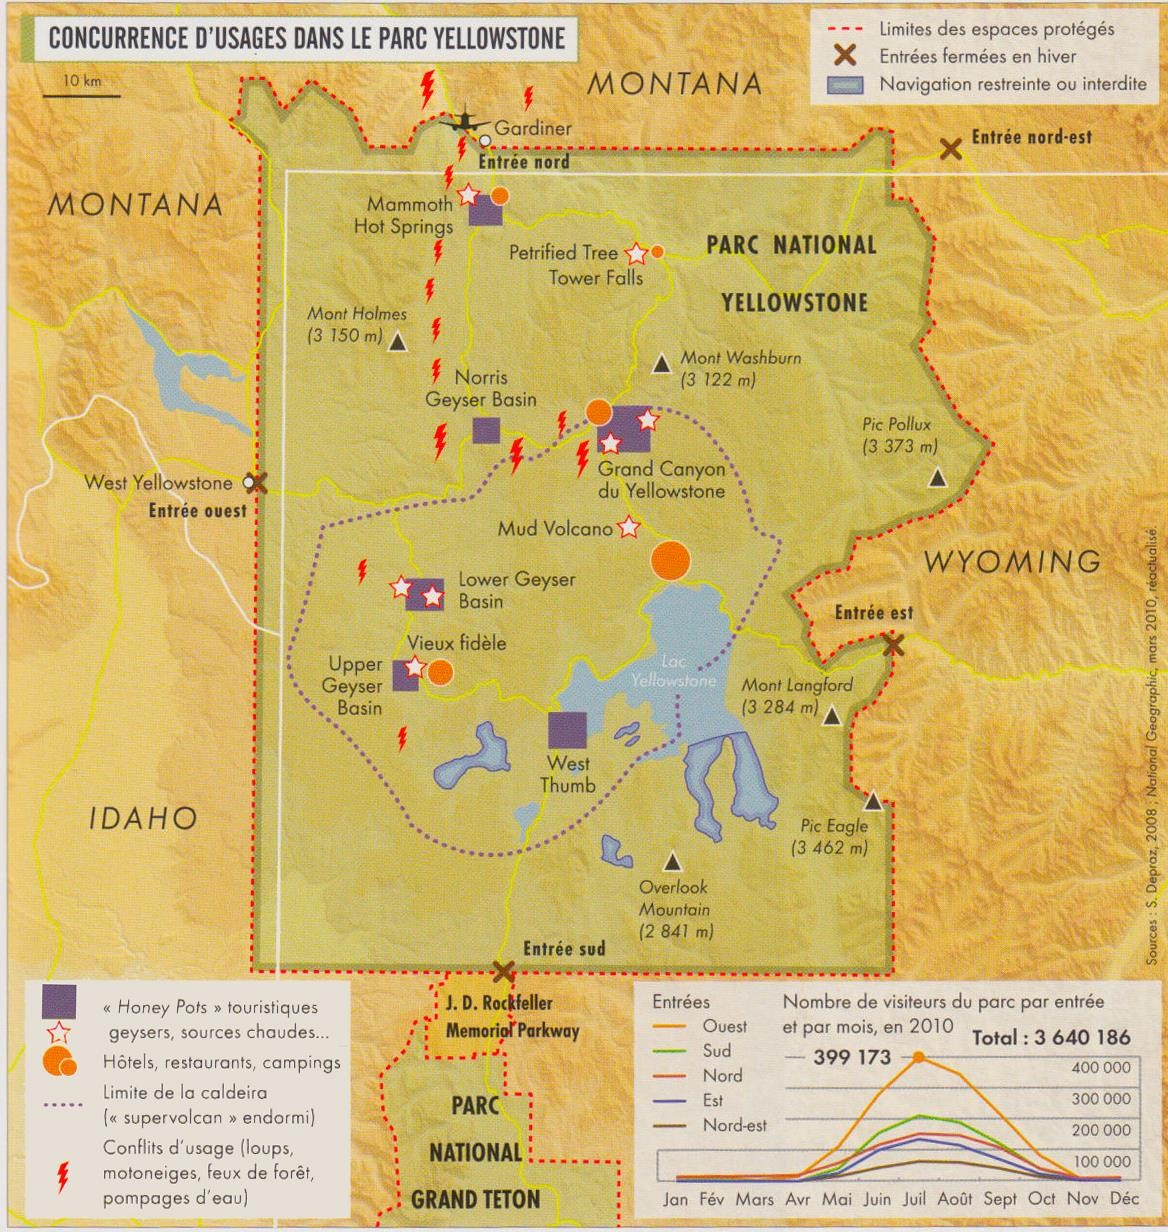 CONCURRENCE D'USAGES DANS LE PARC YELLOWSTONE
10 km
Limites des espaces protégés
Entrées fermées en hiver
Navigation restreinte ou interdite
MONTANA
MONTANA
Gardiner
Entrée nord
Entrée nord-est
Mammoth
Hot Springs
Petrified Tree
Tower Falls
PARC NATIONAL
YELLOWSTONE
Mont Holmes
(3 150 m)
Mont Washburn
(3 122 m)
Norris
Geyser Basin
Pic Pollux
(3 373 m)
Grand Canyon
du Yellowstone
West Yellowstone
Entrée ouest
Mud Volcano
WYOMING
Lower Geyser
Basin
Entrée est
Vieux fidèle
Upper
Geyser
Basin
Lac
Yellowstone
Mont Langford
(3 284 m)
West
Thumb
IDAHO
Pic Eagle
(3 462 m)
Overlook
Mountain
(2 841 m)
Entrée sud
J. D. Rockfeller
Memorial Parkway
PARC
NATIONAL
GRAND TETON
Sources : S. Depraz, 2008 ; National Geographic, mars 2010, réactualisé.
« Honey Pots » touristiques
geysers, sources chaudes...
Hôtels, restaurants, campings
Limite de la caldeira
(« supervolcan » endormi)
Conflits d'usage (loups,
motoneiges, feux de forêt,
pompages d'eau)
Entrées
Ouest
Sud
Nord
Est
Nord-est
Nombre de visiteurs du parc par entrée
et par mois, en 2010
Total : 3 640 186
399 173
400 000
300 000
200 000
100 000
Jan Fév Mars Avr Mai Juin Juil Août Sept Oct Nov Déc